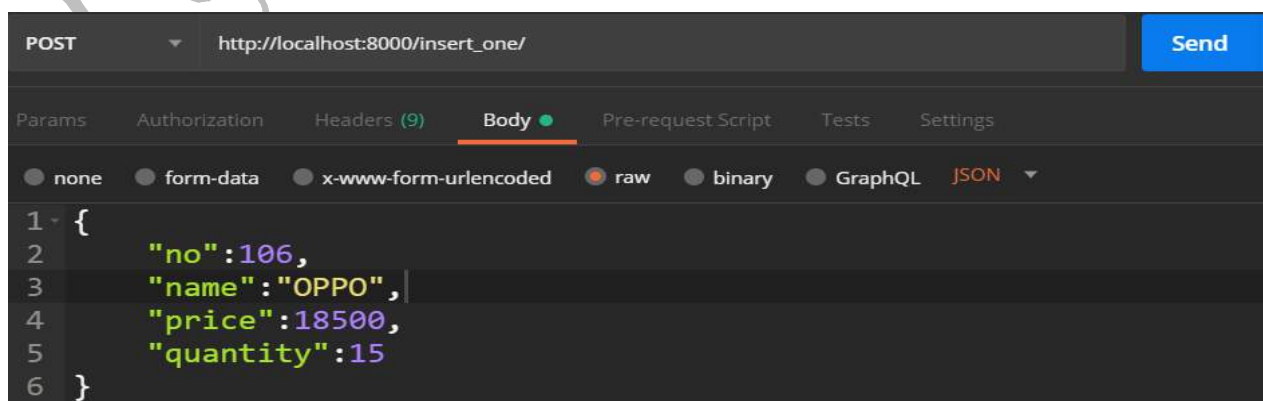 POST http://localhost:8000/insert_one/ Send
Params Authorization Headers (9) Body Pre-request Script Tests Settings
none form-data x-www-form-urlencoded raw binary GraphQL JSON
1 {
2 "no":106,
3 "name":"OPPO",
4 "price":18500,
5 "quantity":15
6 }